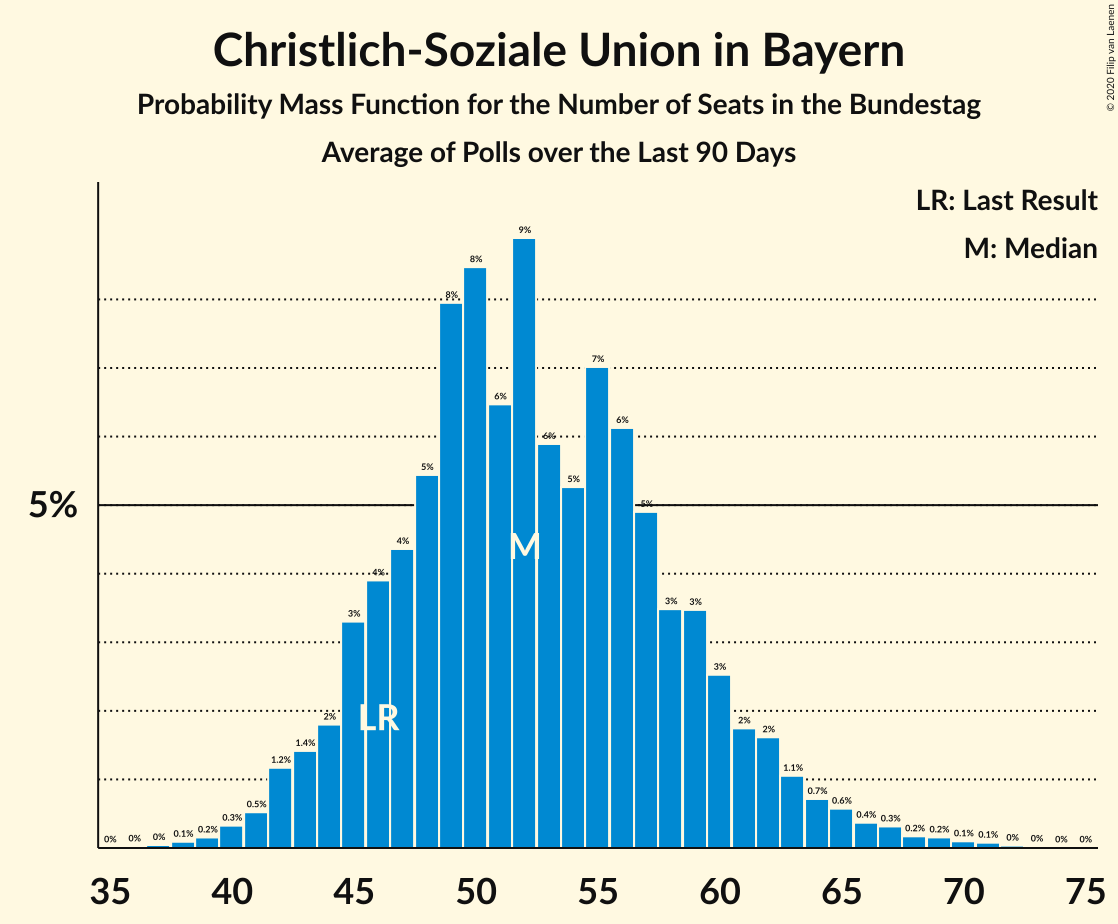 © 2020 Filip van Laenen
Christlich-Soziale Union in Bayern
Probability Mass Function for the Number of Seats in the Bundestag
Average of Polls over the Last 90 Days
LR: Last Result
M: Median
5%
0% 0% 0% 0.1% 0.2% 0.3% 0.5% 1.2% 1.4% 2% 3% 4% 4% 5% 8% 8% 6% 9% 6% 5% 7% 6% 5% 3% 3% 3% 2% 2% 1.1% 0.7% 0.6% 0.4% 0.3% 0.2% 0.2% 0.1% 0.1% 0% 0% 0% 0%
M
LR
35 40 45 50 55 60 65 70 75